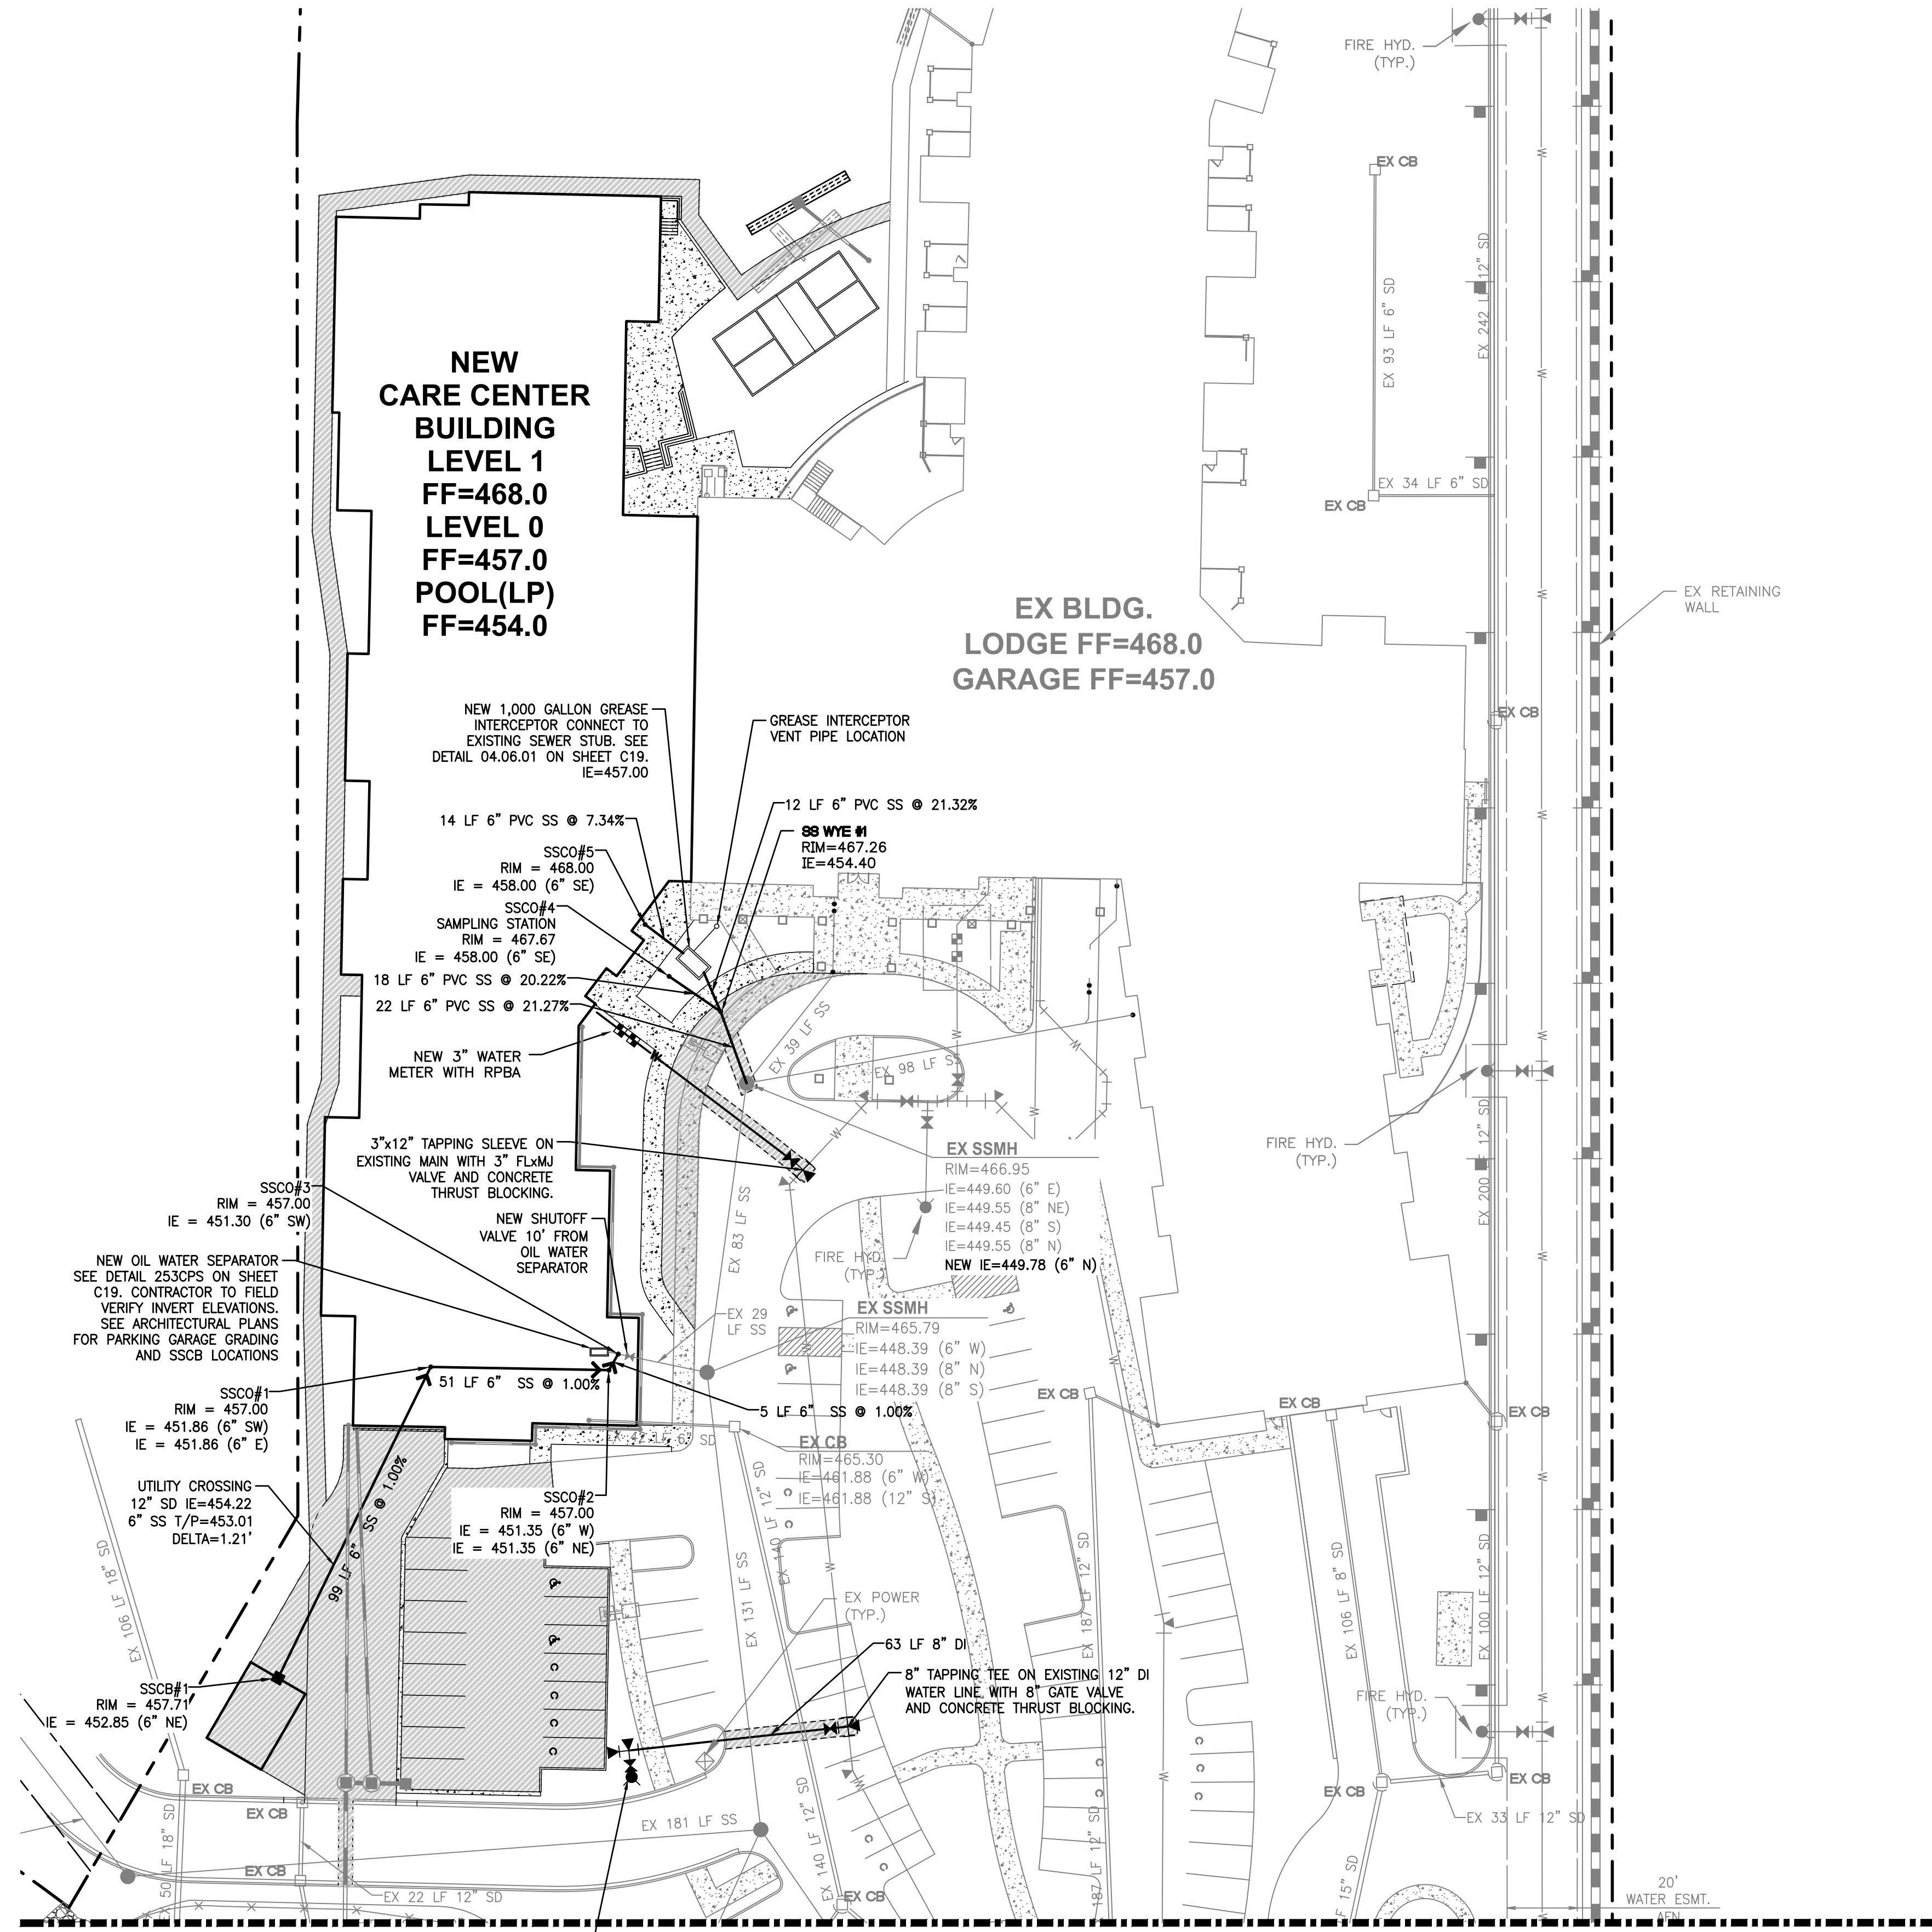 FIRE HYD.
(TYP.)
EX CB
EX 93 LF 6" SD
EX 242 LF 12" SD
EX 34 LF 6" SD
EX CB
NEW
CARE CENTER
BUILDING
LEVEL 1
FF=468.0
LEVEL 0
FF=457.0
POOL(LP)
FF=454.0
EX BLDG.
LODGE FF=468.0
GARAGE FF=457.0
EX RETAINING
WALL
EX CB
NEW 1,000 GALLON GREASE
INTERCEPTOR CONNECT TO
EXISTING SEWER STUB. SEE
DETAIL 04.06.01 ON SHEET C19.
IE=457.00
GREASE INTERCEPTOR
VENT PIPE LOCATION
12 LF 6" PVC SS @ 21.32%
14 LF 6" PVC SS @ 7.34%
SS WYE #1
RIM=467.26
IE=454.40
SSCO#5
RIM = 468.00
IE = 458.00 (6" SE)
SSCO#4
SAMPLING STATION
RIM = 467.67
IE = 458.00 (6" SE)
18 LF 6" PVC SS @ 20.22%
22 LF 6" PVC SS @ 21.27%
NEW 3" WATER
METER WITH RPBA
W
EX 39 LF SS
EX 98 LF SS
W
W
W
W
W
W
W
W
3"x12" TAPPING SLEEVE ON
EXISTING MAIN WITH 3" FLxMJ
VALVE AND CONCRETE
THRUST BLOCKING.
EX SSMH
RIM=466.95
IE=449.60 (6" E)
IE=449.55 (8" NE)
IE=449.45 (8" S)
IE=449.55 (8" N)
NEW IE=449.78 (6" N)
FIRE HYD.
(TYP.)
FIRE HYD.
(TYP.)
EX 200 LF 12" SD
SSCO#3
RIM = 457.00
IE = 451.30 (6" SW)
NEW SHUTOFF
VALVE 10' FROM
OIL WATER
SEPARATOR
EX 83 LF SS
NEW OIL WATER SEPARATOR
SEE DETAIL 253CPS ON SHEET
C19. CONTRACTOR TO FIELD
VERIFY INVERT ELEVATIONS.
SEE ARCHITECTURAL PLANS
FOR PARKING GARAGE GRADING
AND SSCB LOCATIONS
EX 29
LF SS
EX SSMH
RIM=465.79
IE=448.39 (6" W)
IE=448.39 (8" N)
IE=448.39 (8" S)
51 LF 6" SS @ 1.00%
5 LF 6" SS @ 1.00%
SSCO#1
RIM = 457.00
IE = 451.86 (6" SW)
IE = 451.86 (6" E)
EX CB
EX CB
EX CB
EX 42 LF 6" SD
EX CB
RIM=465.30
IE=461.88 (6" W)
IE=461.88 (12" S)
UTILITY CROSSING
12" SD IE=454.22
6" SS T/P=453.01
DELTA=1.21'
99 LF 6" SS @ 1.00%
SSCO#2
RIM = 457.00
IE = 451.35 (6" W)
IE = 451.35 (6" NE)
EX 106 LF 18" SD
EX 131 LF SS
EX 140 LF 12" SD
EX 187 LF 12" SD
EX 106 LF 8" SD
EX 100 LF 12" SD
EX POWER
(TYP.)
63 LF 8" DI
8" TAPPING TEE ON EXISTING 12" DI
WATER LINE WITH 8" GATE VALVE
AND CONCRETE THRUST BLOCKING.
SSCB#1
RIM = 457.71
IE = 452.85 (6" NE)
C
C
C
C
C
C
C
C
C
FIRE HYD.
(TYP.)
EX CB
EX CB
EX CB
EX CB
EX 33 LF 12" SD
EX 181 LF SS
50 LF 18" SD
EX CB
EX 22 LF 12" SD
EX 140 LF 12" SD
EX CB
187 LF 12" SD
LF 15" SD
20'
WATER ESMT.
AFN